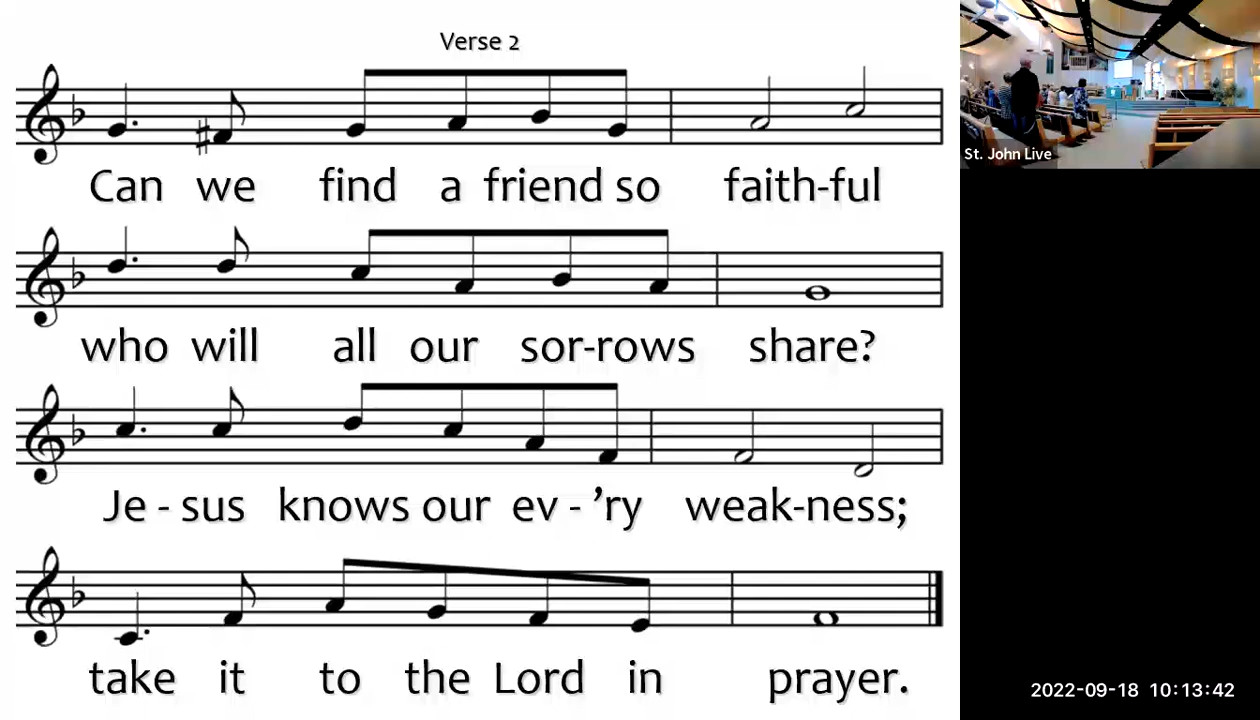 Verse 2
Can we find a friend so faith-ful
who will all our sor-rows share?
Je - sus knows our ev - ’ry weak-ness;
take it to the Lord in prayer.
St. John Live
2022-09-18 10:13:42